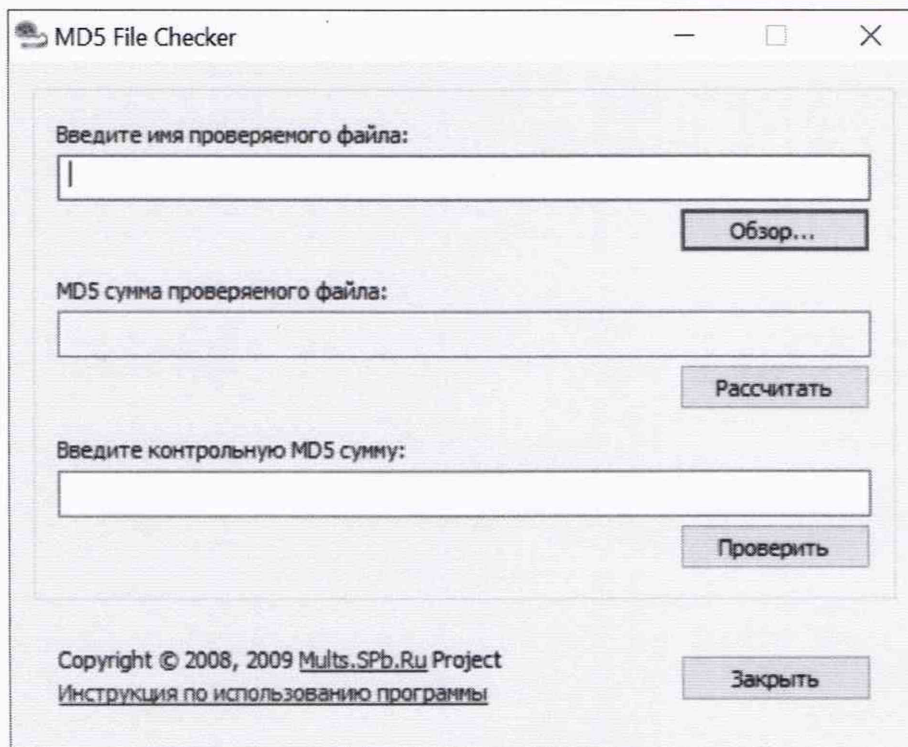 MD5 File Checker
Введите имя проверяемого файла:
Обзор...
MD5 сумма проверяемого файла:
Рассчитать
Введите контрольную MD5 сумму:
Проверить
Copyright © 2008, 2009 Mults.SPb.Ru Project
Инструкция по использованию программы
Закрыть